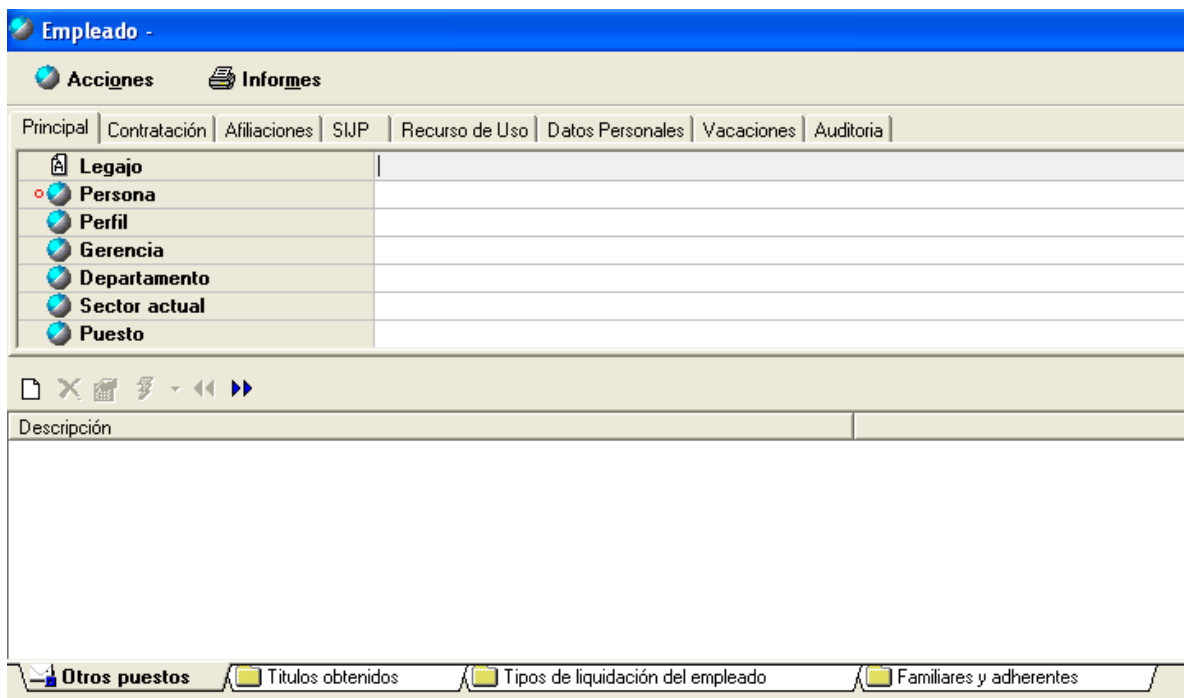 Empleado -
Acciones Informes
Principal Contratación Afiliaciones SIJP Recurso de Uso Datos Personales Vacaciones Auditoria
Legajo
Persona
Perfil
Gerencia
Departamento
Sector actual
Puesto
Descripción
Otros puestos Titulos obtenidos Tipos de liquidación del empleado Familiares y adherentes